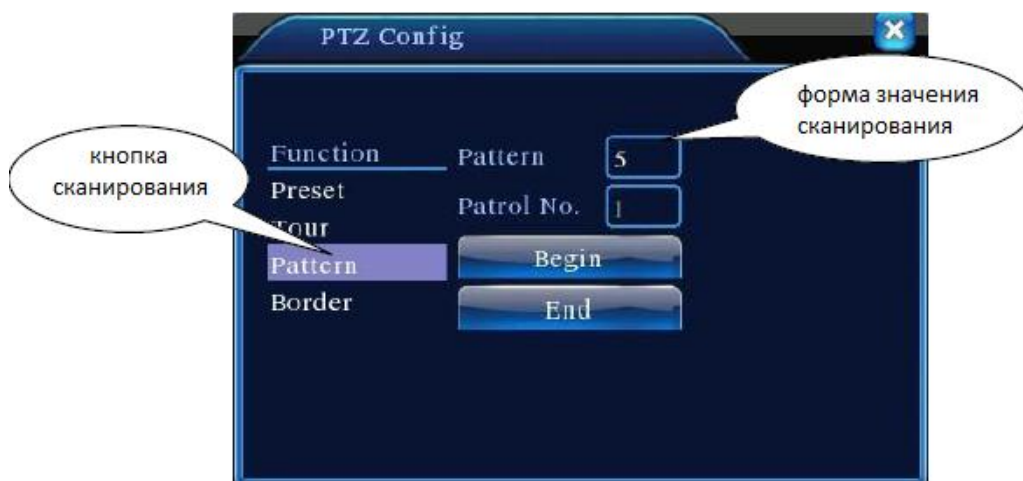 PTZ Config
форма значения
сканирования
кнопка
сканирования
Function
Pattern
5
Preset
Patrol No.
1
Tour
Pattern
Begin
Border
End